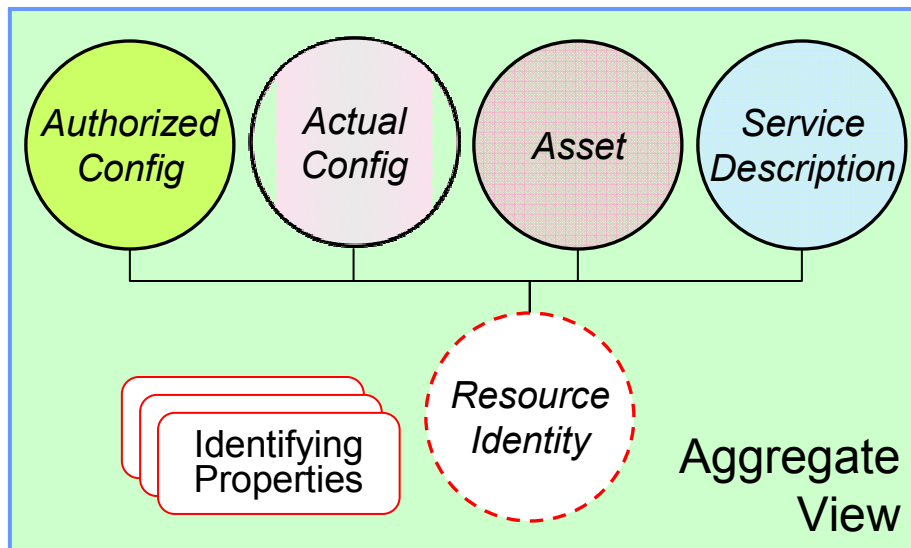 Authorized
Config
Actual
Config
Asset
Service
Description
Resource
Identity
Identifying
Properties
Aggregate
View